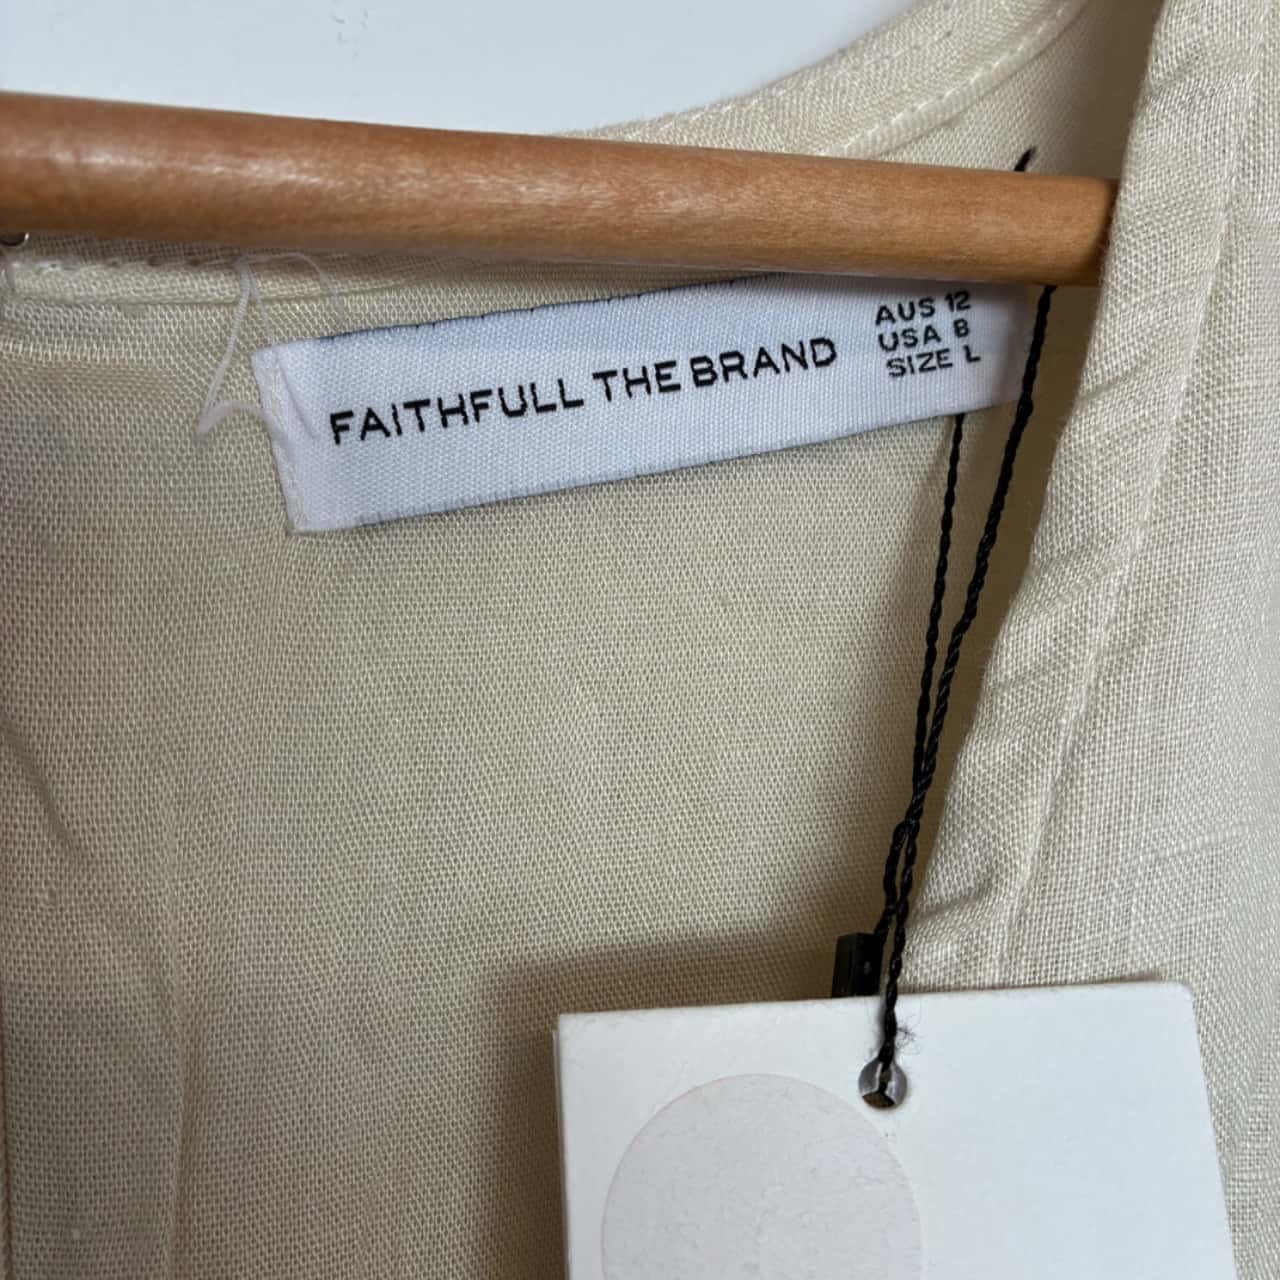 FAITHFULL THE BRAND
AUS 12
USA 8
SIZE L